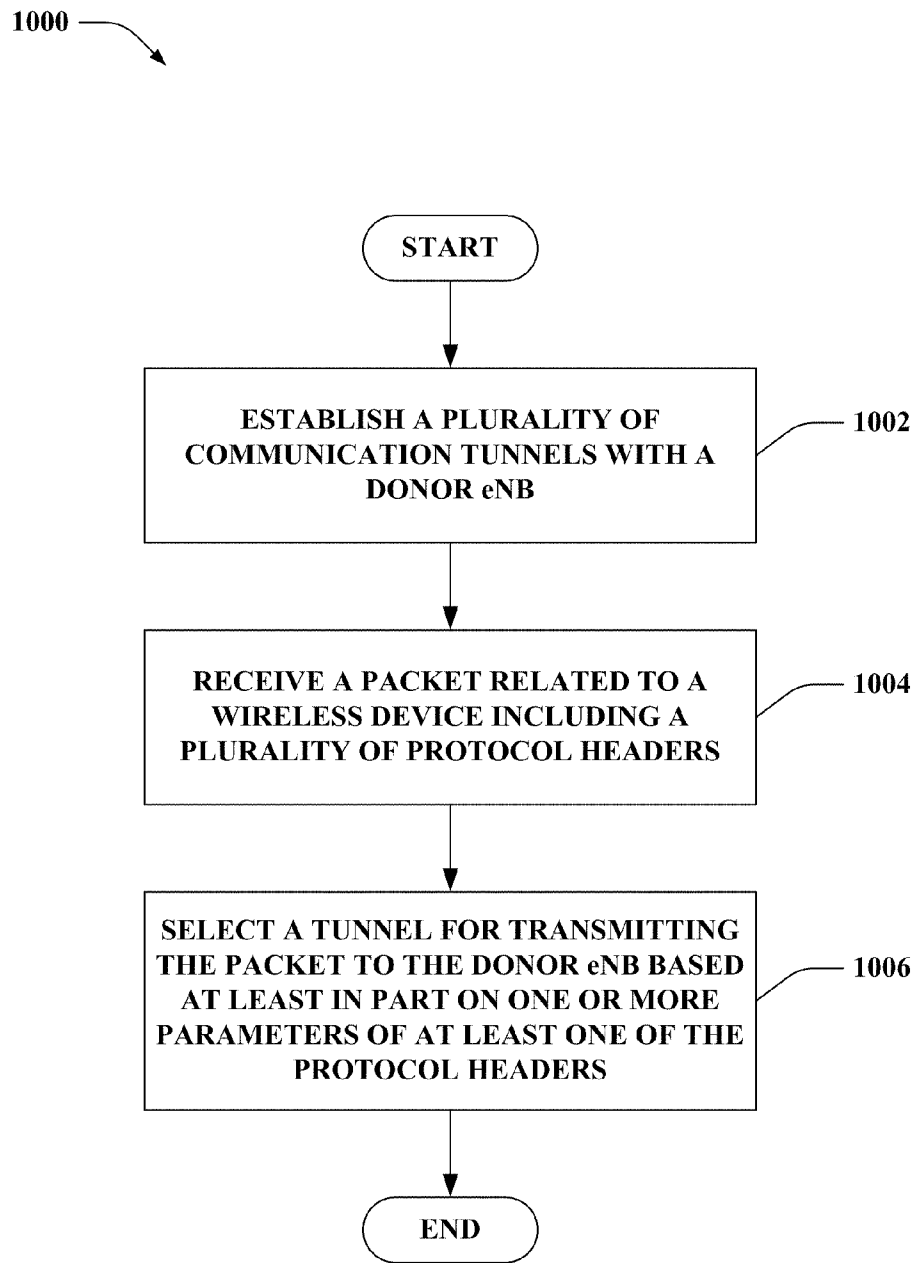 1000
START
ESTABLISH A PLURALITY OF
COMMUNICATION TUNNELS WITH A
DONOR eNB
1002
RECEIVE A PACKET RELATED TO A
WIRELESS DEVICE INCLUDING A
PLURALITY OF PROTOCOL HEADERS
1004
SELECT A TUNNEL FOR TRANSMITTING
THE PACKET TO THE DONOR eNB BASED
AT LEAST IN PART ON ONE OR MORE
PARAMETERS OF AT LEAST ONE OF THE
PROTOCOL HEADERS
1006
END